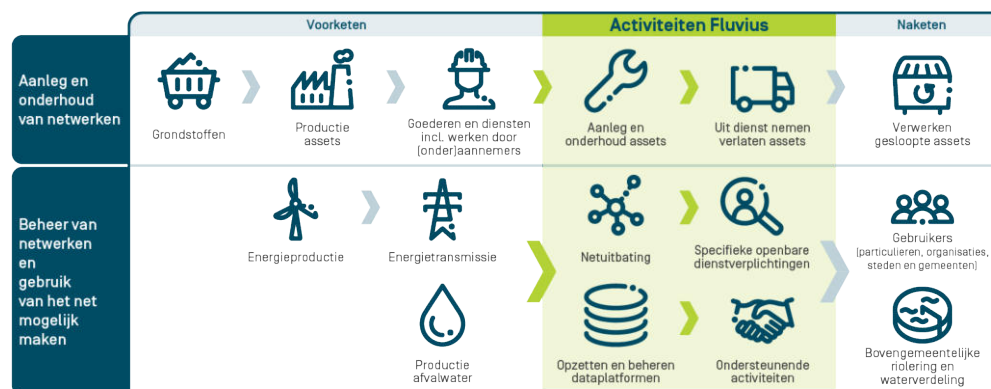 Voorketen
Activiteiten Fluvius
Naketen
Aanleg en
onderhoud
van netwerken
Grondstoffen
Productie
assets
Goederen en diensten
incl. werken door
(onder)aannemers
Aanleg en
onderhoud assets
Uit dienst nemen
verlaten assets
Verwerken
gesloopte assets
Beheer van
netwerken
en
gebruik
van het net
mogelijk
maken
Energieproductie
Energietransmissie
Netuitbating
Specifieke openbare
dienstverplichtingen
Gebruikers
(particulieren, organisaties,
steden en gemeenten)
Productie
afvalwater
Opzetten en beheren
dataplatformen
Ondersteunende
activiteiten
Bovengemeentelijke
riolering en
waterverdeling